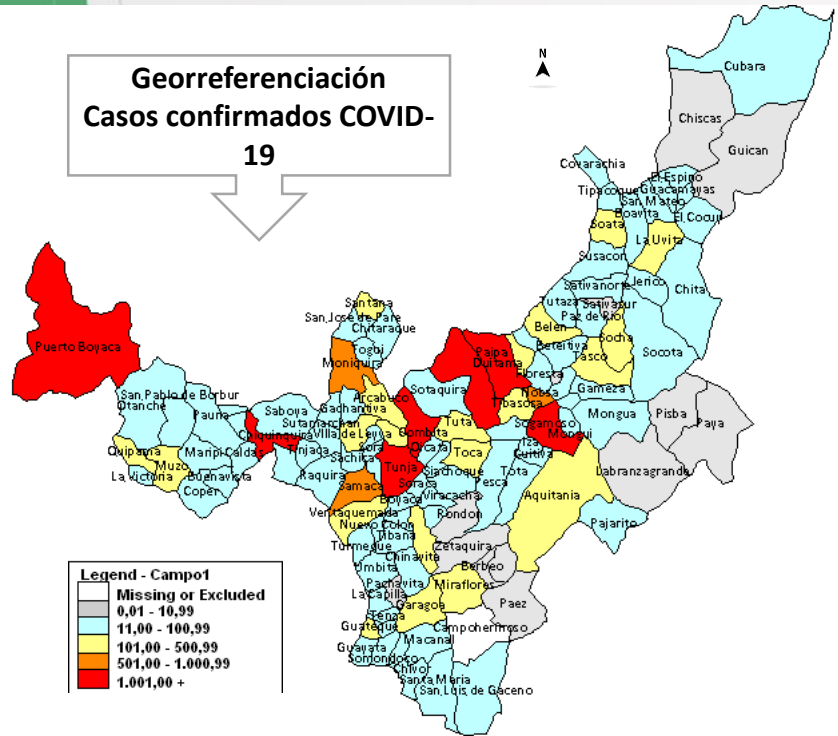 Georreferenciación
Casos confirmados COVID-
19
N
Cubara
Chiscas
Guican
Covarachia
El Espino
Tipacoque
Guacamayas
San Mateo
Boavita
El Cocuy
Soata
La Uvita
Susacon
Jerico
Chita
Sativanorte
Sativasur
Tutaza
Paz de Rio
Santana
San Jose de Pare
Chitaraque
Belen
Socha
Puerto Boyaca
Togui
Paipa
Duitama
Beteitiva
Tasco
Socota
Moniquira
Floresta
Sotaquira
Gameza
San Pablo de Borbur
Otanche
Arcabuco
Nobsa
Tibasosa
Pauna
Saboya
Gachantiva
Mongua
Pisba
Paya
Sutamarchan
Combita
Tuta
Sogamoso
Mongui
Chiquinquira
Villa de Leyva
Oicata
Iza
Quipama
Maripi
Caldas
Tinjaca
Sora
Toca
Cuitiva
Muzo
Sachica
Tunja
Siachoque
Tota
Labranzagrande
La Victoria
Buenavista
Raquira
Soraca
Pesca
Coper
Samaca
Viracacha
Aquitania
Boyaca
Ventaquemada
Rondon
Pajarito
Nuevo Colon
Tibana
Turmeque
Zetaquira
Chinavita
Umbita
Berbeo
Pachavita
Miraflores
La Capilla
Garagoa
Paez
Tenza
Guateque
Campohermoso
Macanal
Guayata
Somondoco
Chivor
Santa Maria
San Luis de Gaceno
Legend - Campo1
Missing or Excluded
0,01 - 10,99
11,00 - 100,99
101,00 - 500,99
501,00 - 1.000,99
1.001,00 +